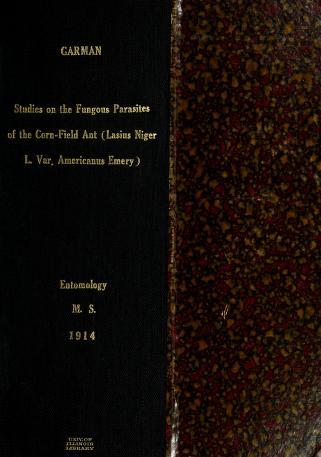 GARMAN
Studies on the Fungous Parasites
of the Corn-Field Ant (Lasius Niger
L. Var. Americanus Emery)
Entomology
M. S.
1914
UNIV. OF
ILLINOIS
LIBRARY